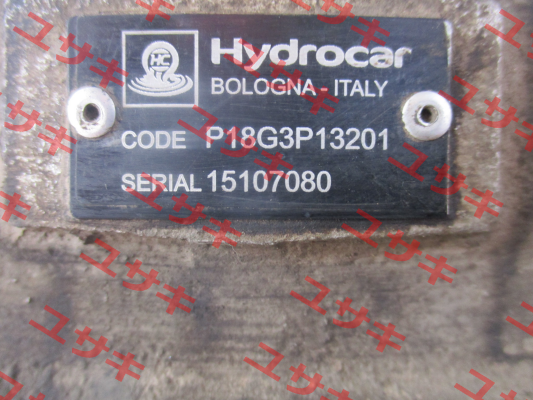 HC
Hydrocar
BOLOGNA - ITALY
CODE P18G3P13201
SERIAL 15107080
ユサキ